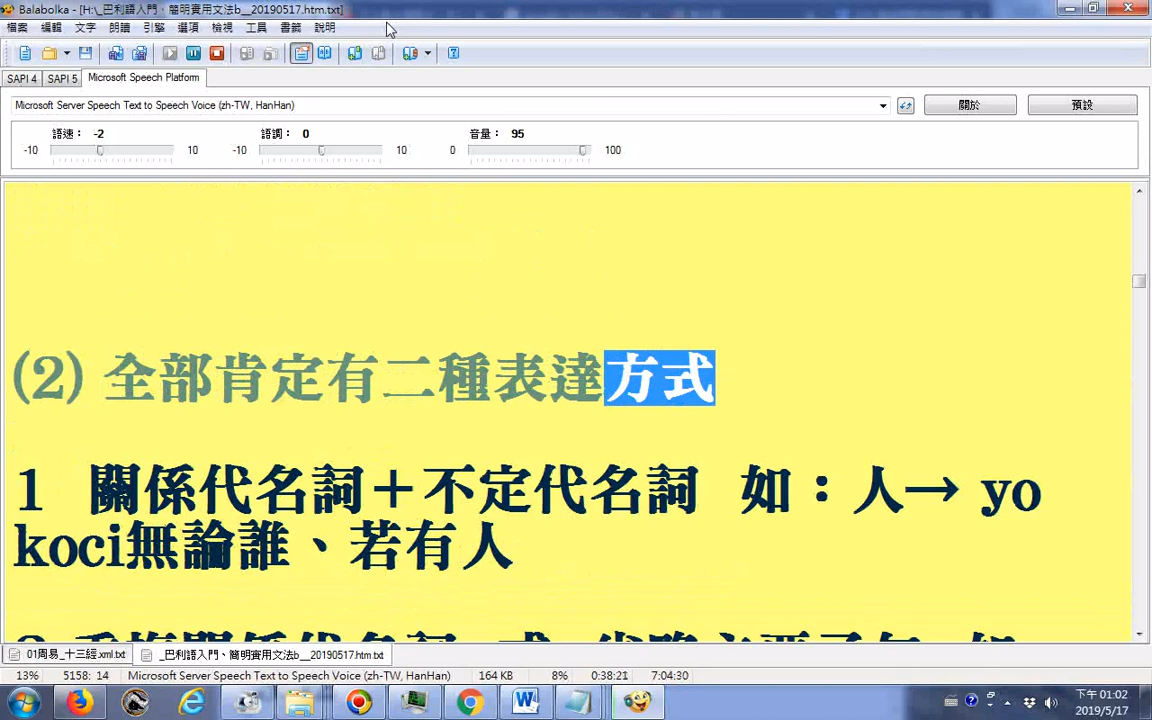 Balabolka - [H:\_巴利語入門、簡明實用文法b__20190517.htm.txt]
檔案 編輯 文字 朗讀 引擎 選項 檢視 工具 書籤 說明
SAPI 4 SAPI 5 Microsoft Speech Platform
Microsoft Server Speech Text to Speech Voice (zh-TW, HanHan) 關於 預設
語速： -2 語調： 0 音量： 95
-10 10 -10 10 0 100
(2) 全部肯定有二種表達方式
1 關係代名詞＋不定代名詞 如：人→ yo
koci無論誰、若有人
01周易_十三經.xml.txt _巴利語入門、簡明實用文法b__20190517.htm.txt
13% 5158: 14 Microsoft Server Speech Text to Speech Voice (zh-TW, HanHan) 164 KB 8% 0:38:21 7:04:30
下午 01:02
2019/5/17